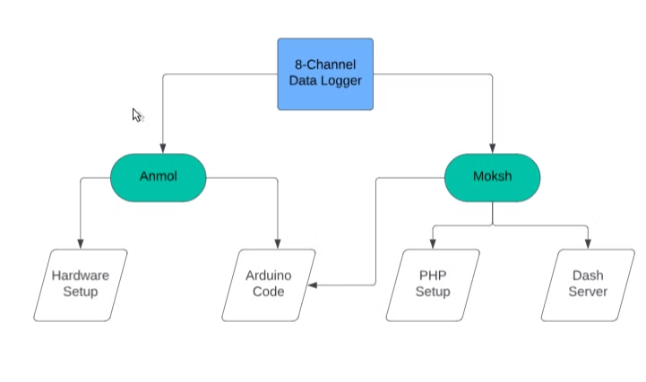 8-Channel
Data Logger
Anmol
Moksh
Hardware
Setup
Arduino
Code
PHP
Setup
Dash
Server